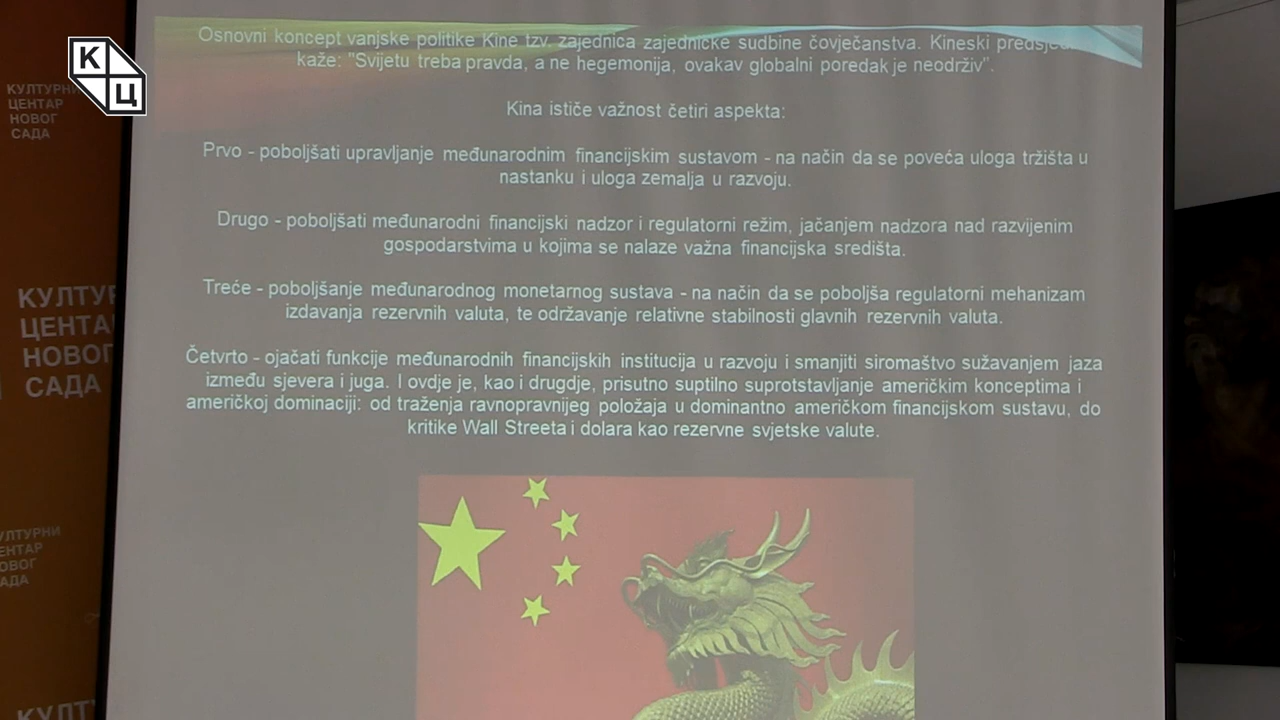 Osnovni koncept vanjske politike Kine tzv. zajednica zajedničke sudbine čovječanstva. Kineski
kaže: "Svijetu treba pravda, a ne hegemonija, ovakav globalni poredak je neodrživ".
Kina ističe važnost četiri aspekta:
Prvo - poboljšati upravljanje međunarodnim financijskim sustavom - na način da se poveća uloga tržišta u
nastanku i uloga zemalja u razvoju.
Drugo - poboljšati međunarodni financijski nadzor i regulatorni režim, jačanjem nadzora nad razvijenim
gospodarstvima u kojima se nalaze važna financijska središta.
Treće - poboljšanje međunarodnog monetarnog sustava - na način da se poboljša regulatorni mehanizam
izdavanja rezervnih valuta, te održavanje relativne stabilnosti glavnih rezervnih valuta.
Četvrto - ojačati funkcije međunarodnih financijskih institucija u razvoju i smanjiti siromaštvo sužavanjem jaza
između sjevera i juga. I ovdje je, kao i drugdje, prisutno suptilno suprotstavljanje američkim konceptima i
američkoj dominaciji: od traženja ravnopravnijeg položaja u dominantno američkom financijskom sustavu, do
kritike Wall Streeta i dolara kao rezervne svjetske valute.
К
Ц
ЦЕНТАР
НОВОГ
САДА
НОВОГ
САДА